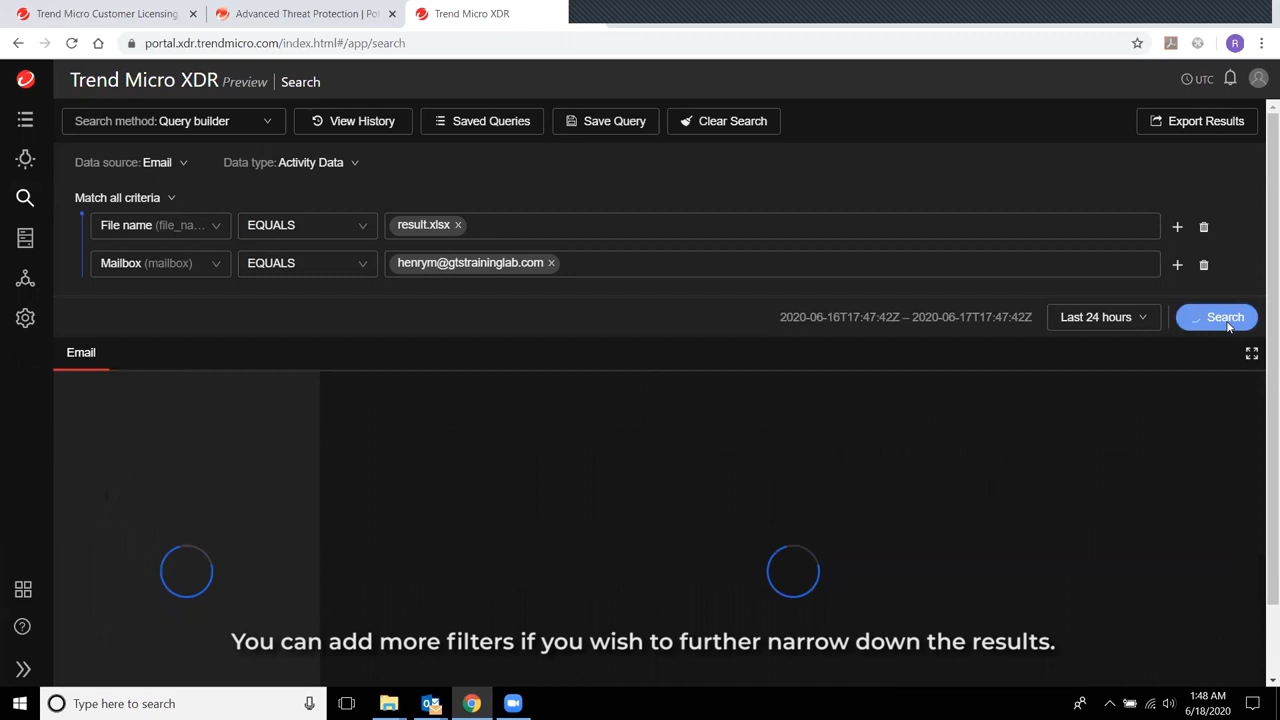 Trend Micro Customer Licensing
Advanced Threat Protection | Po
Trend Micro XDR
portal.xdr.trendmicro.com/index.html#/app/search
R
Trend Micro XDR Preview | Search
UTC
Search method: Query builder
View History
Saved Queries
Save Query
Clear Search
Export Results
Data source: Email
Data type: Activity Data
Match all criteria
File name (file_na...
EQUALS
result.xlsx
Mailbox (mailbox)
EQUALS
henrym@gtstraininglab.com
2020-06-16T17:47:42Z – 2020-06-17T17:47:42Z
Last 24 hours
Search
Email
You can add more filters if you wish to further narrow down the results.
Type here to search
1:48 AM
6/18/2020